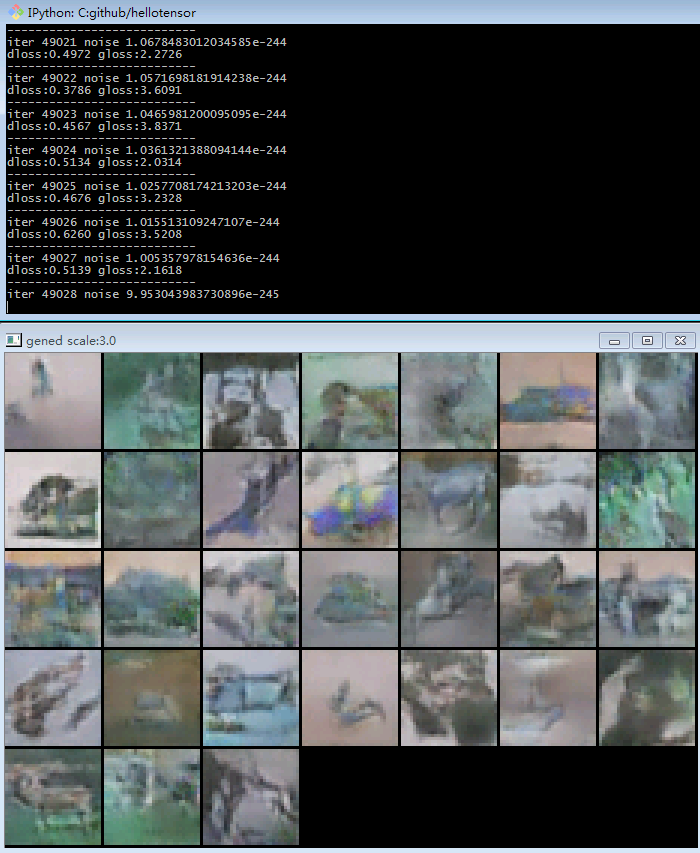 IPython: C:github/hellotensor
---------------------------
iter 49021 noise 1.0678483012034585e-244
dloss:0.4972 gloss:2.2726
---------------------------
iter 49022 noise 1.0571698181914238e-244
dloss:0.3786 gloss:3.6091
---------------------------
iter 49023 noise 1.0465981200095095e-244
dloss:0.4567 gloss:3.8371
---------------------------
iter 49024 noise 1.0361321388094144e-244
dloss:0.5134 gloss:2.0314
---------------------------
iter 49025 noise 1.0257708174213203e-244
dloss:0.4676 gloss:3.2328
---------------------------
iter 49026 noise 1.015513109247107e-244
dloss:0.6260 gloss:3.5208
---------------------------
iter 49027 noise 1.005357978154636e-244
dloss:0.5139 gloss:2.1618
---------------------------
iter 49028 noise 9.953043983730896e-245
gened scale:3.0